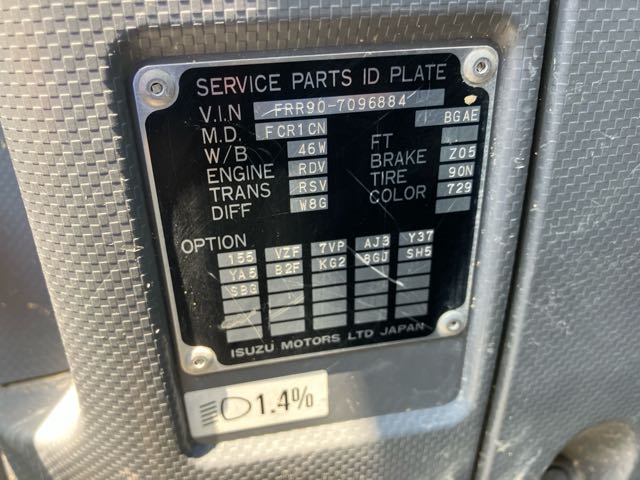 SERVICE PARTS ID PLATE
V.I.N FRR90-7096884
M.D. FCR1CN FT BGAE
W/B 46W BRAKE Z05
ENGINE RDV TIRE 90N
TRANS RSV COLOR 729
DIFF W8G
OPTION
155 VZF 7VP AJ3 Y37
YA5 B2F KG2 8GJ SH5
SBG
ISUZU MOTORS LTD JAPAN
1.4%